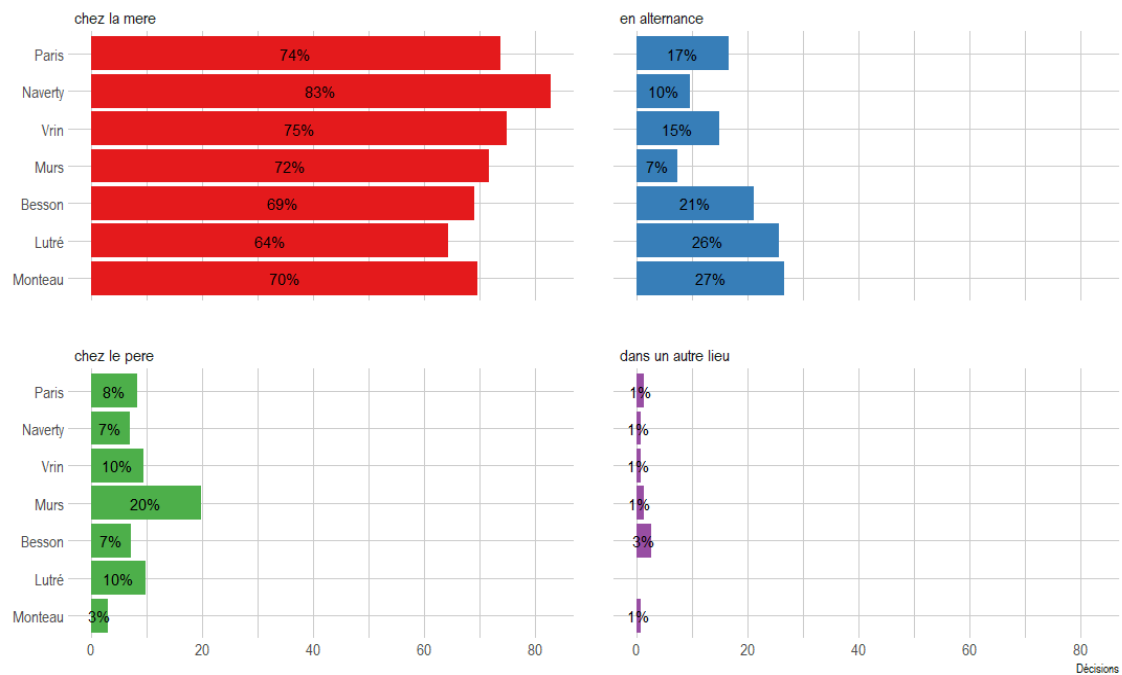 chez la mere
en alternance
Paris 74% 17%
Naverty 83% 10%
Vrin 75% 15%
Murs 72% 7%
Besson 69% 21%
Lutré 64% 26%
Monteau 70% 27%
chez le pere
dans un autre lieu
Paris 8% 1%
Naverty 7% 1%
Vrin 10% 1%
Murs 20% 1%
Besson 7% 3%
Lutré 10%
Monteau 3% 1%
0 20 40 60 80 0 20 40 60 80
Décisions